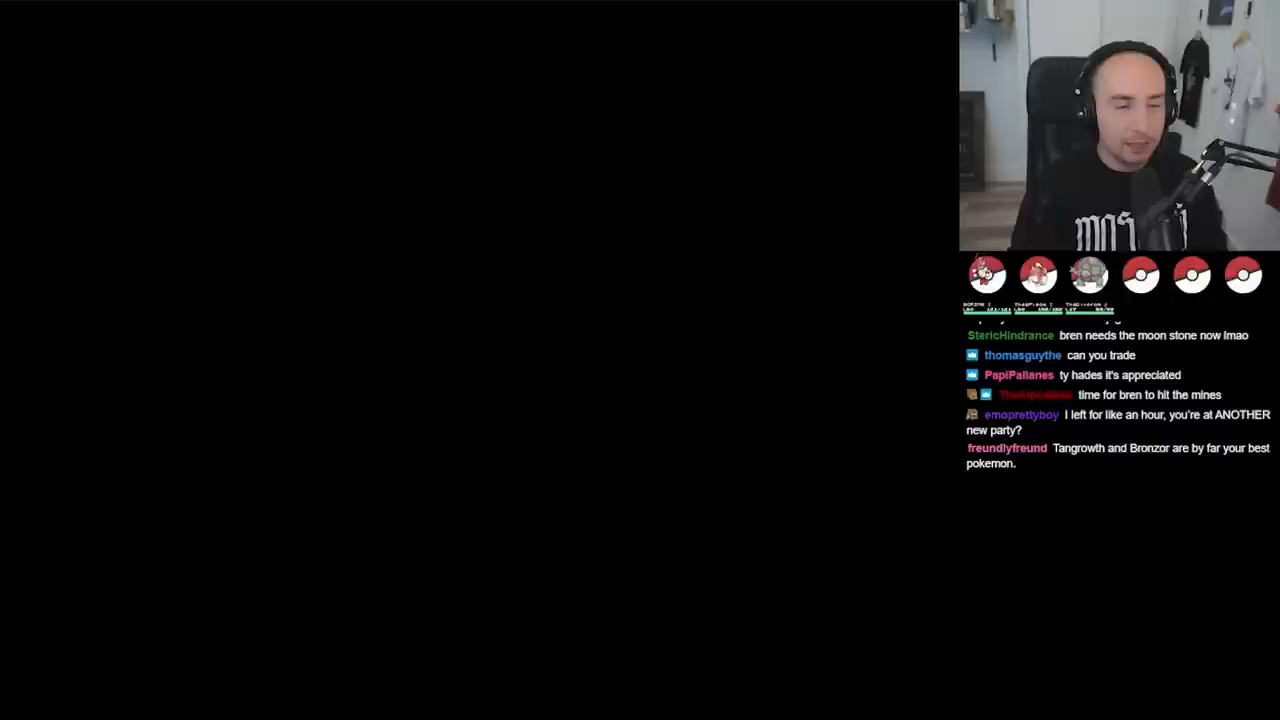 StericHindrance bren needs the moon stone now lmao
thomasguythe can you trade
PapiPallanes ty hades it's appreciated
time for bren to hit the mines
emoprettyboy I left for like an hour, you're at ANOTHER
new party?
freundlyfreund Tangrowth and Bronzor are by far your best
pokemon.